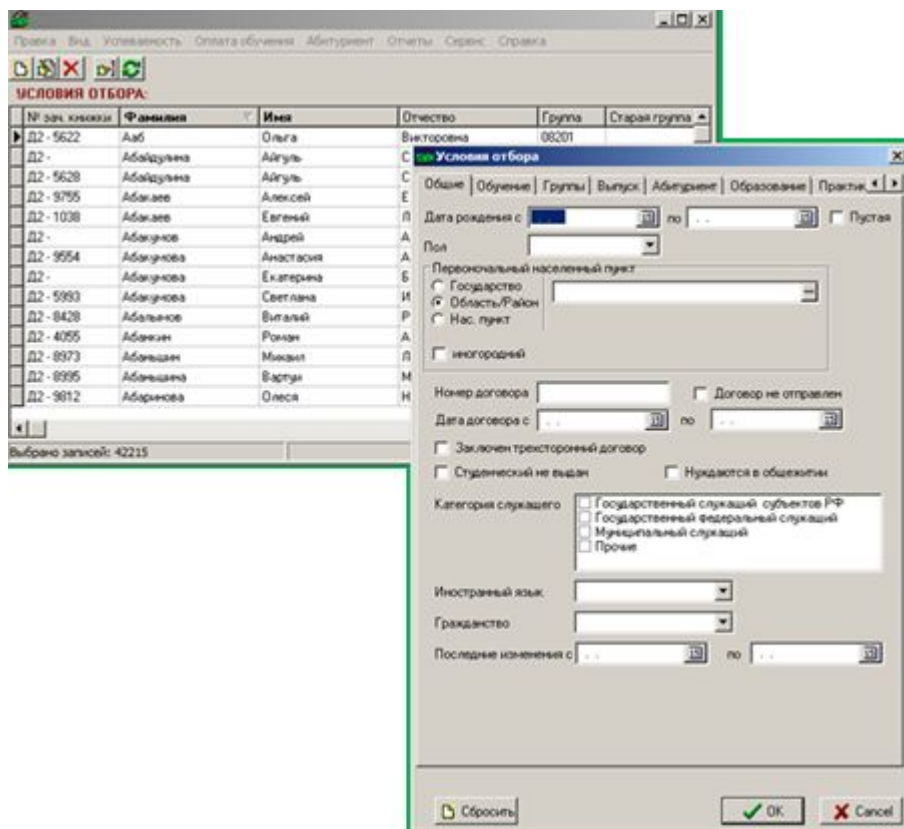 Правка Вид Успеваемость Оплата обучения Абитуриент Отчеты Сервис Справка
УСЛОВИЯ ОТБОРА:
№ зач. книжки Фамилия Имя Отчество Группа Старая группа
Д2 - 5622 Ааб Ольга Викторовна 08201
Д2 - Абайдулина Айгуль С
Д2 - 5628 Абайдулина Айгуль С
Д2 - 9755 Абакаев Алексей Е
Д2 - 1038 Абакаев Евгений Л
Д2 - Абакумов Андрей А
Д2 - 9554 Абакумова Анастасия А
Д2 - Абакумова Екатерина Б
Д2 - 5993 Абакумова Светлана И
Д2 - 8428 Абалымов Виталий Р
Д2 - 4055 Абанкин Роман А
Д2 - 8973 Абаньшин Михаил Л
Д2 - 8995 Абаньшина Вартуи М
Д2 - 9812 Абаринова Олеся Н
Выбрано записей: 42215
Условия отбора
Общие Обучение Группы Выпуск Абитуриент Образование Практик
Дата рождения с . . по . . Пустая
Пол
Первоночальный населенный пункт
Государство
Область/Район
Нас. пункт
иногородний
Номер договора Договор не отправлен
Дата договора с . . по . .
Заключен трехсторонний договор
Студенческий не выдан Нуждаются в общежитии
Категория служащего Государственный служащий субъектов РФ
Государственный федеральный служащий
Муниципальный служащий
Прочие
Иностранный язык
Гражданство
Последние изменения с . . по . .
Сбросить OK Cancel